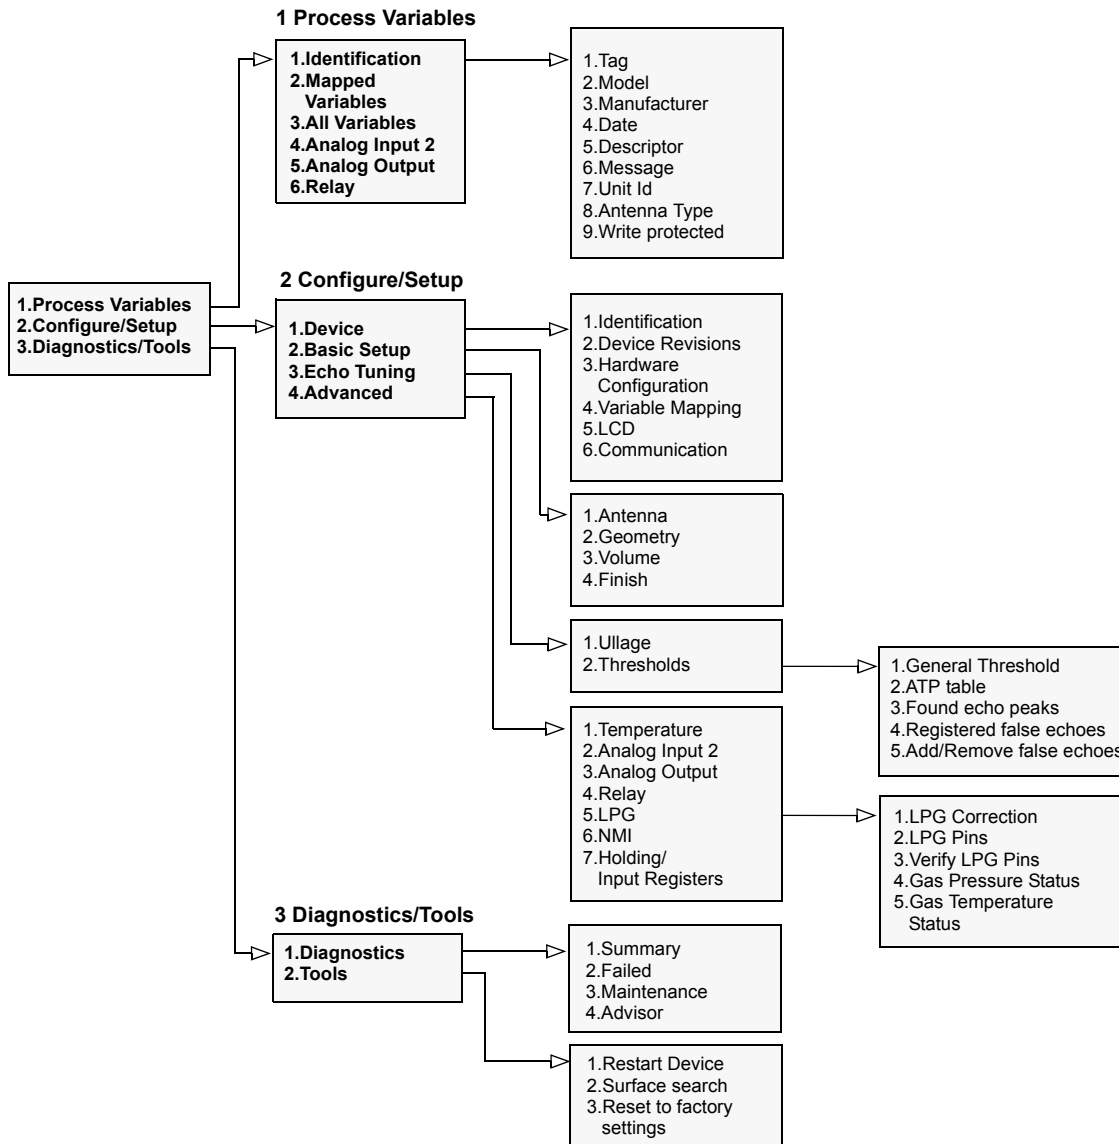 1 Process Variables
1.Identification
2.Mapped
Variables
3.All Variables
4.Analog Input 2
5.Analog Output
6.Relay
1.Tag
2.Model
3.Manufacturer
4.Date
5.Descriptor
6.Message
7.Unit Id
8.Antenna Type
9.Write protected
1.Process Variables
2.Configure/Setup
3.Diagnostics/Tools
2 Configure/Setup
1.Device
2.Basic Setup
3.Echo Tuning
4.Advanced
1.Identification
2.Device Revisions
3.Hardware
Configuration
4.Variable Mapping
5.LCD
6.Communication
1.Antenna
2.Geometry
3.Volume
4.Finish
1.Ullage
2.Thresholds
1.General Threshold
2.ATP table
3.Found echo peaks
4.Registered false echoes
5.Add/Remove false echoes
1.Temperature
2.Analog Input 2
3.Analog Output
4.Relay
5.LPG
6.NMI
7.Holding/
Input Registers
1.LPG Correction
2.LPG Pins
3.Verify LPG Pins
4.Gas Pressure Status
5.Gas Temperature
Status
3 Diagnostics/Tools
1.Diagnostics
2.Tools
1.Summary
2.Failed
3.Maintenance
4.Advisor
1.Restart Device
2.Surface search
3.Reset to factory
settings